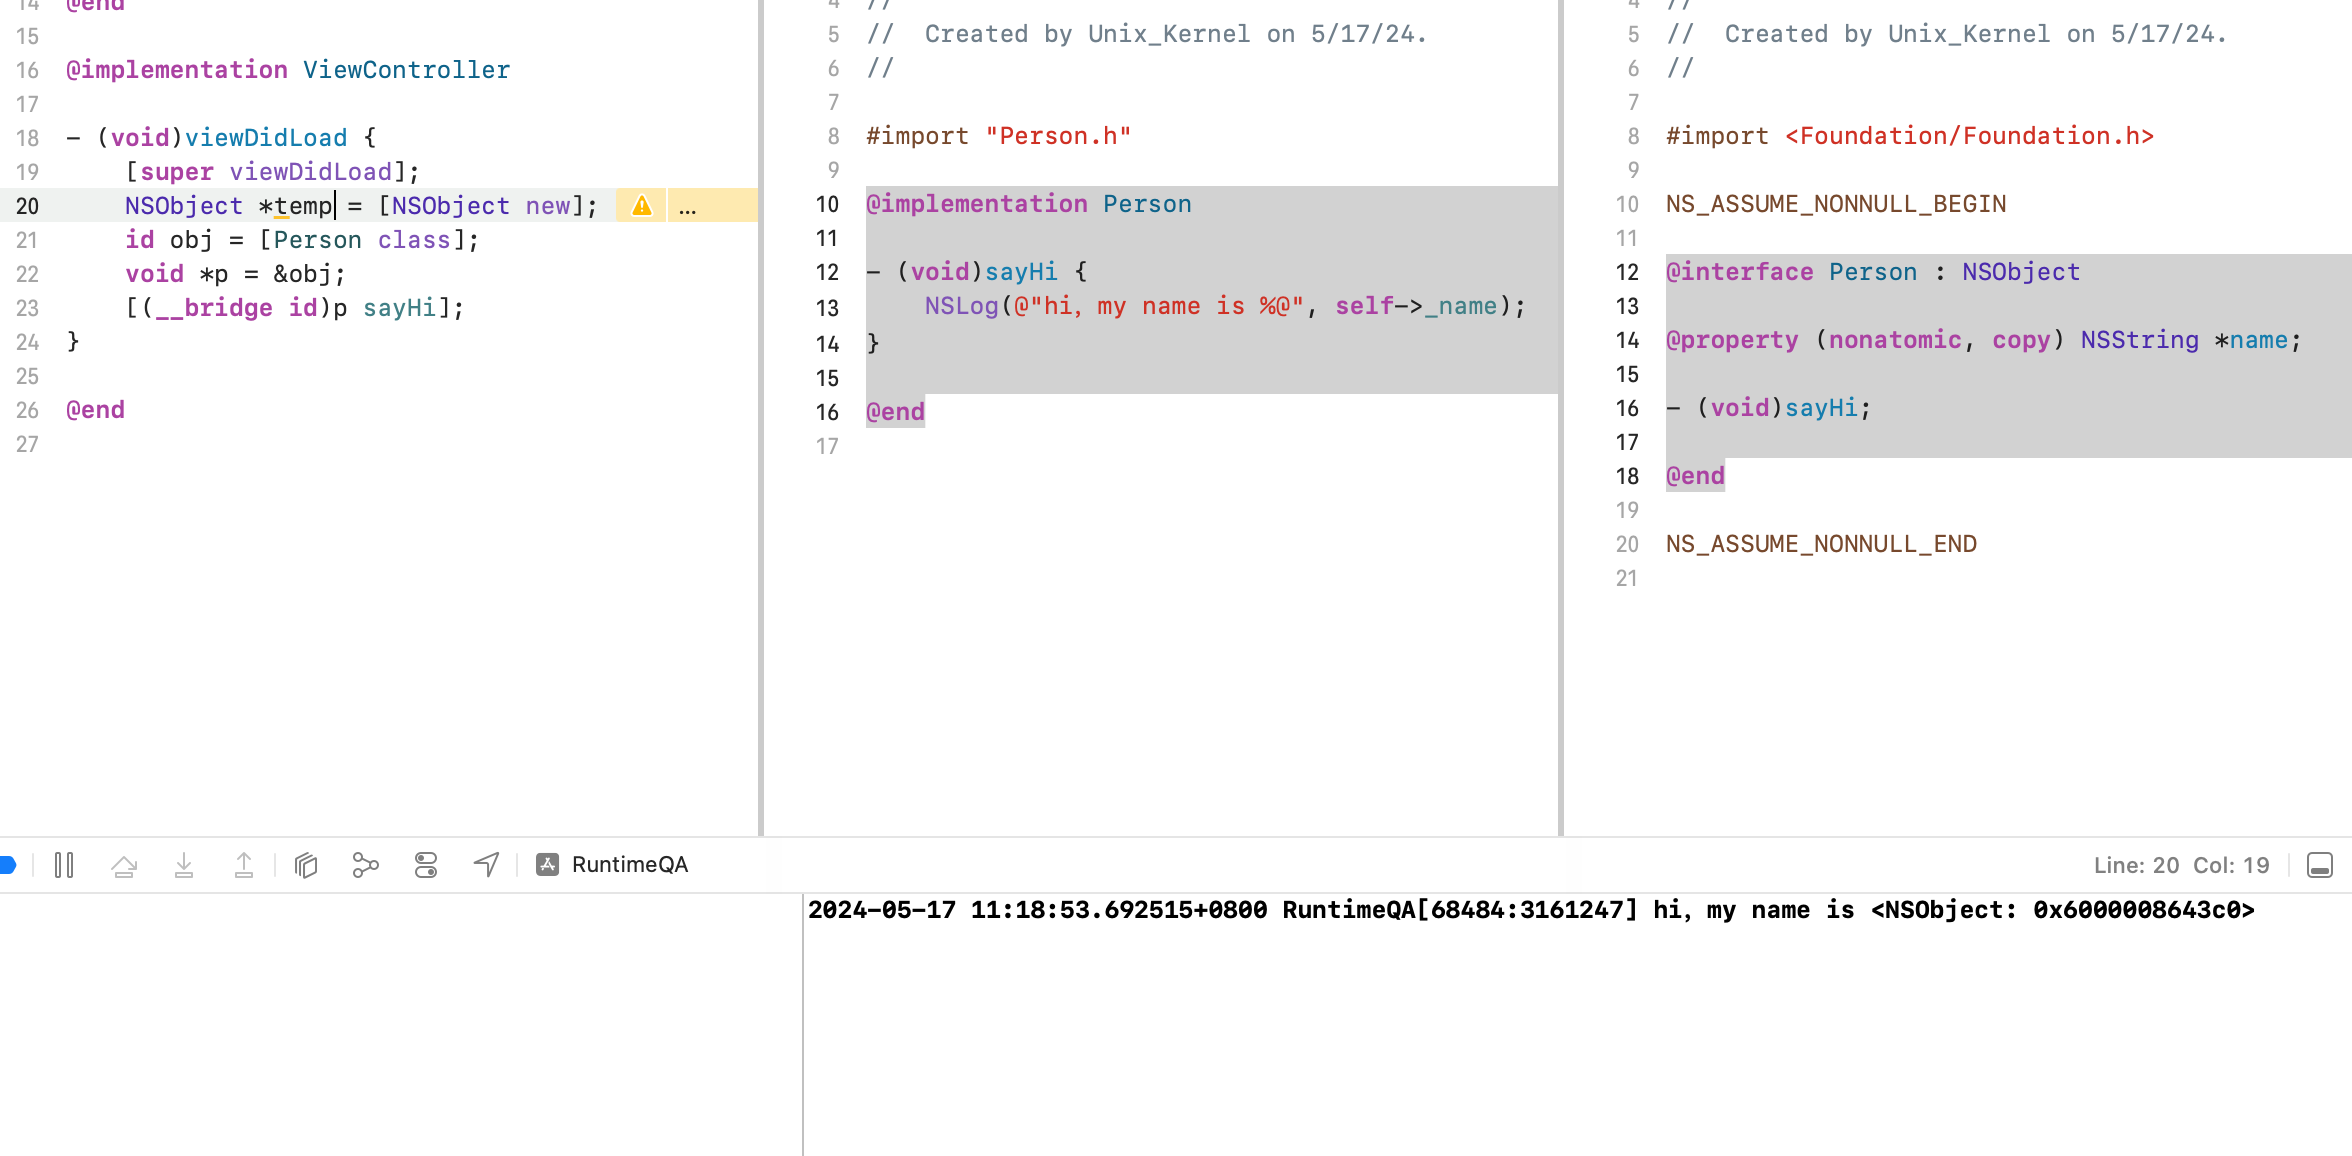 14 @end
15
16 @implementation ViewController
17
18 - (void)viewDidLoad {
19     [super viewDidLoad];
20     NSObject *temp = [NSObject new]; ...
21     id obj = [Person class];
22     void *p = &obj;
23     [(__bridge id)p sayHi];
24 }
25
26 @end
27
4 //
5 //  Created by Unix_Kernel on 5/17/24.
6 //
7
8 #import "Person.h"
9
10 @implementation Person
11
12 - (void)sayHi {
13     NSLog(@"hi, my name is %@", self->_name);
14 }
15
16 @end
17
4 //
5 //  Created by Unix_Kernel on 5/17/24.
6 //
7
8 #import <Foundation/Foundation.h>
9
10 NS_ASSUME_NONNULL_BEGIN
11
12 @interface Person : NSObject
13
14 @property (nonatomic, copy) NSString *name;
15
16 - (void)sayHi;
17
18 @end
19
20 NS_ASSUME_NONNULL_END
21
RuntimeQA
Line: 20 Col: 19
2024-05-17 11:18:53.692515+0800 RuntimeQA[68484:3161247] hi, my name is <NSObject: 0x6000008643c0>